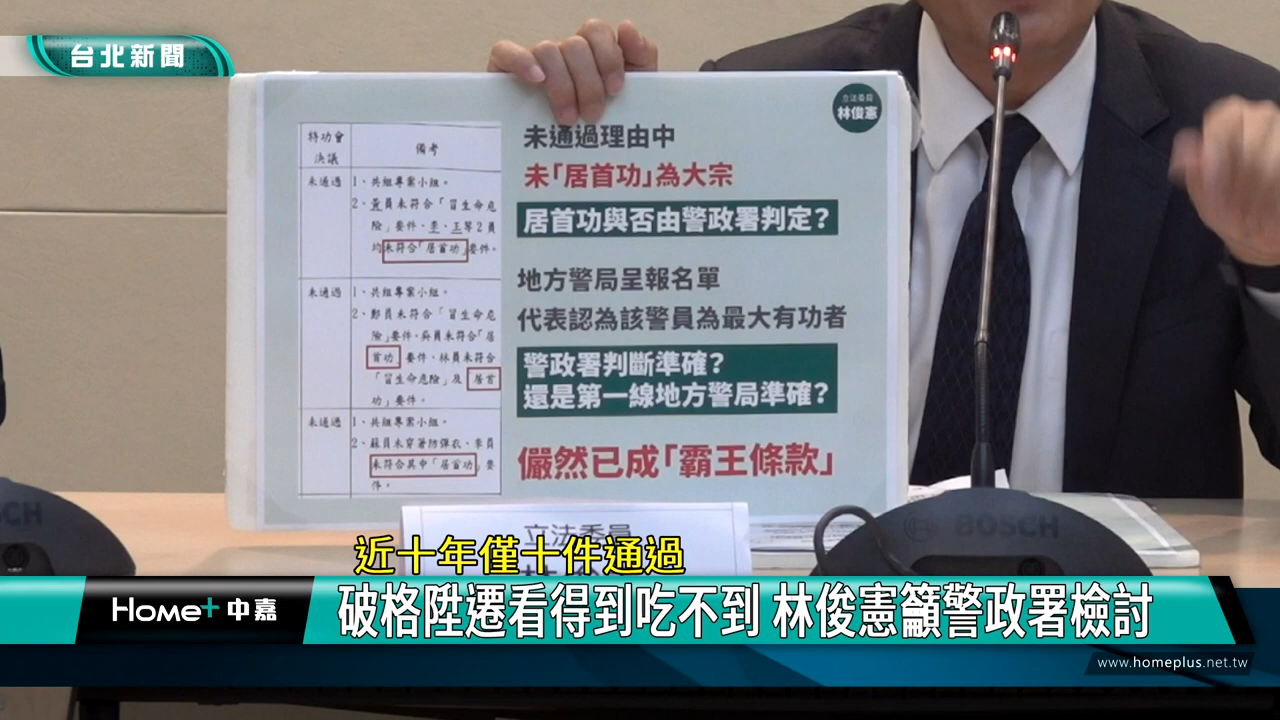 台北新聞
立法委員
林俊憲
特功會
決議
備考
未通過
1、共組專案小組。
2、黃員未符合「冒生命危
險」要件，李、王等2員
均未符合「居首功」要件。
未通過
1、共組專案小組。
2、鄭員未符合「冒生命危
險」要件、吳員未符合「居
首功」要件、林員未符合
「冒生命危險」及「居首
功」要件。
未通過
1、共組專案小組。
2、蘇員未穿著防彈衣、李員
未符合其中「居首功」要
件。
未通過理由中
未「居首功」為大宗
居首功與否由警政署判定？
地方警局呈報名單
代表認為該警員為最大有功者
警政署判斷準確？
還是第一線地方警局準確？
儼然已成「霸王條款」
立法委員
BOSCH
近十年僅十件通過
Home+中嘉
破格陞遷看得到吃不到 林俊憲籲警政署檢討
www.homeplus.net.tw